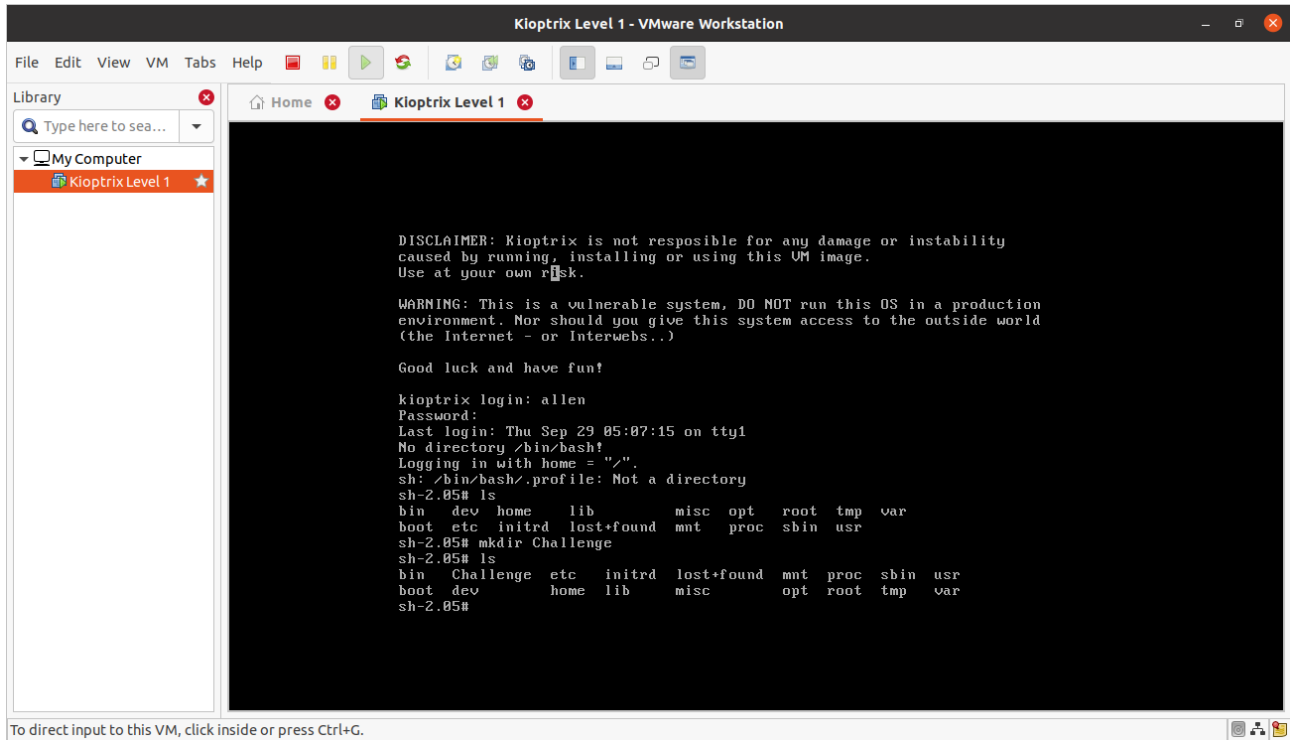 Kioptrix Level 1 - VMware Workstation
File Edit View VM Tabs Help
Library
Home
Kioptrix Level 1
Type here to sea...
My Computer
Kioptrix Level 1
DISCLAIMER: Kioptrix is not resposible for any damage or instability
caused by running, installing or using this VM image.
Use at your own risk.
WARNING: This is a vulnerable system, DO NOT run this OS in a production
environment. Nor should you give this system access to the outside world
(the Internet - or Interwebs..)
Good luck and have fun!
kioptrix login: allen
Password:
Last login: Thu Sep 29 05:07:15 on tty1
No directory /bin/bash!
Logging in with home = "/".
sh: /bin/bash/.profile: Not a directory
sh-2.05# ls
bin dev home lib misc opt root tmp var
boot etc initrd lost+found mnt proc sbin usr
sh-2.05# mkdir Challenge
sh-2.05# ls
bin Challenge etc initrd lost+found mnt proc sbin usr
boot dev home lib misc opt root tmp var
sh-2.05#
To direct input to this VM, click inside or press Ctrl+G.